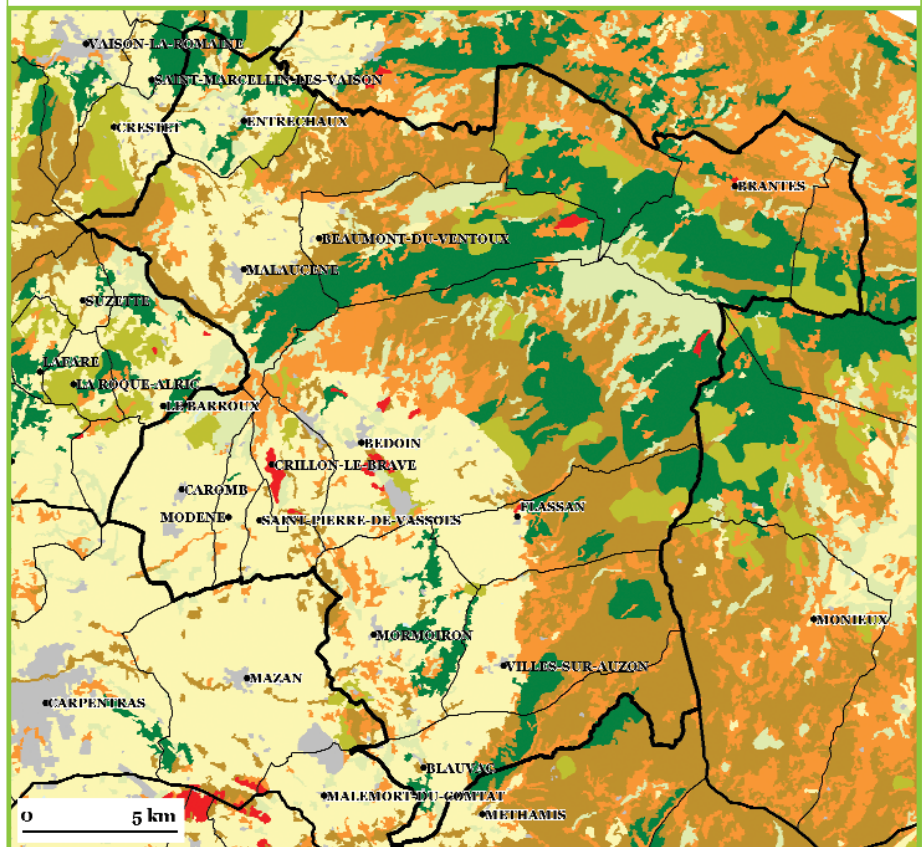 VAISON-LA-ROMAINE
SAINT-MARCELLIN-LES-VAISON
CRESTET
ENTRECHAUX
BRANTES
BEAUMONT-DU-VENTOUX
MALAUCENE
SUZETTE
LAFARE
LA ROQUE-ALRIC
LE BARROUX
BEDOIN
CRILLON-LE-BRAVE
CAROMB
MODENE
SAINT-PIERRE-DE-VASSOLS
FLASSAN
MONIEUX
MORMOIRON
VILLES-SUR-AUZON
MAZAN
CARPENTRAS
BLAUVAC
MALEMORT-DU-COMTAT
METHAMIS
0 5 km